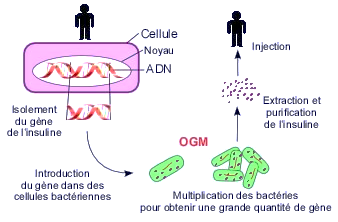 Cellule
Noyau
ADN
Isolement
du gène
de l'insuline
Introduction
du gène dans des
cellules bactériennes
OGM
Multiplication des bactéries
pour obtenir une grande quantité de gène
Extraction et
purification
de l'insuline
Injection